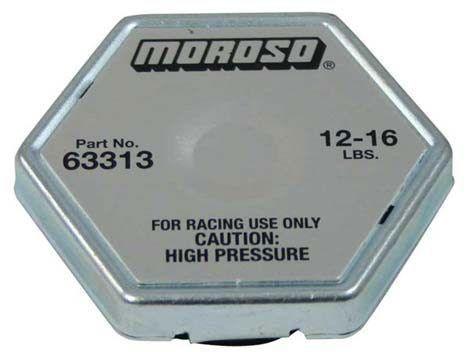 MOROSO®
Part No.
63313
12-16
LBS.
FOR RACING USE ONLY
CAUTION:
HIGH PRESSURE